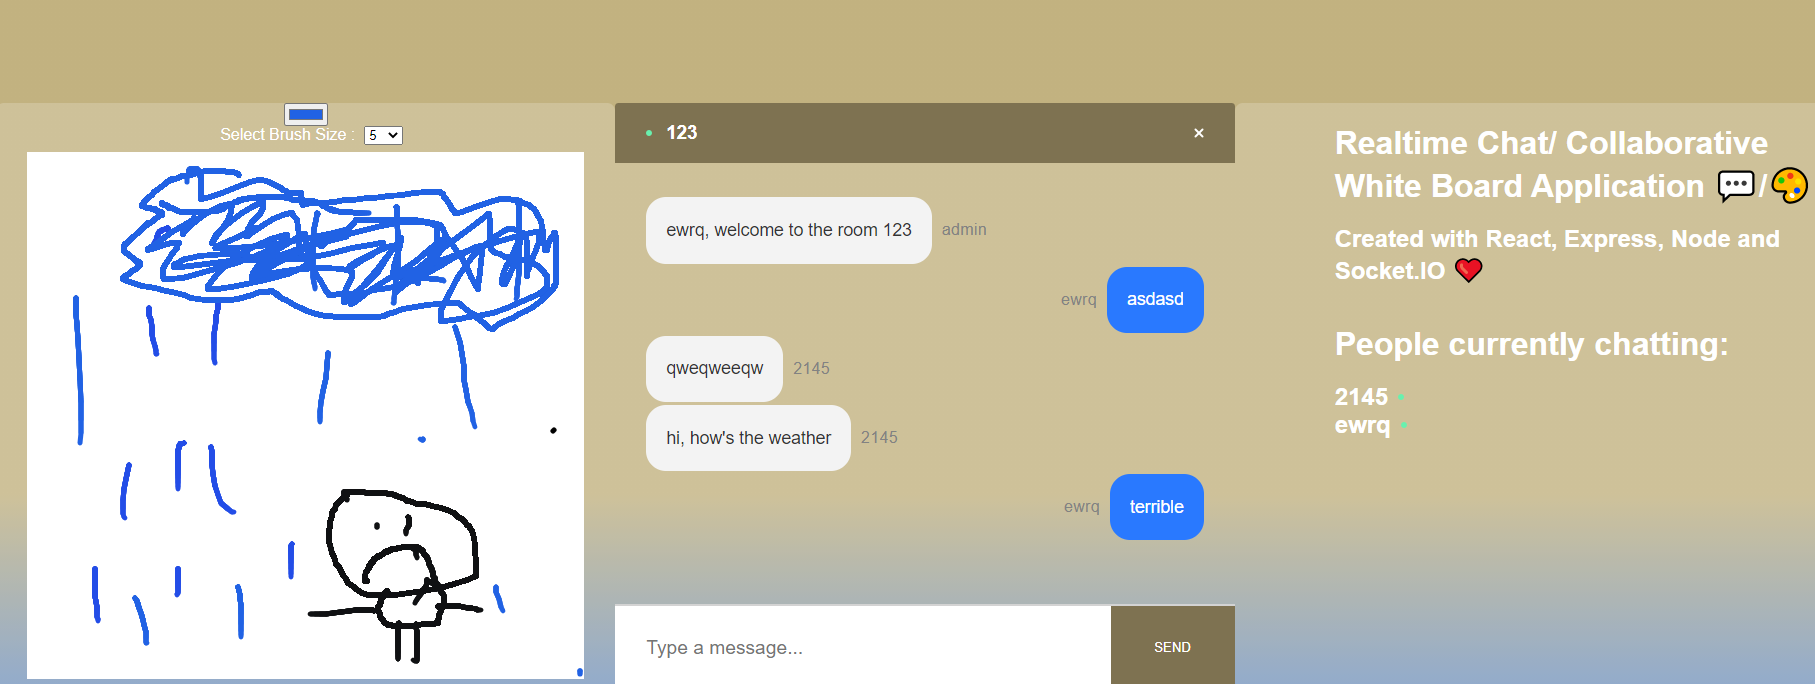 Select Brush Size : 5
123
×
ewrq, welcome to the room 123 admin
ewrq asdasd
qweqweeqw 2145
hi, how's the weather 2145
ewrq terrible
Type a message...
SEND
Realtime Chat/ Collaborative
White Board Application 💬/🎨
Created with React, Express, Node and
Socket.IO ❤️
People currently chatting:
2145
ewrq